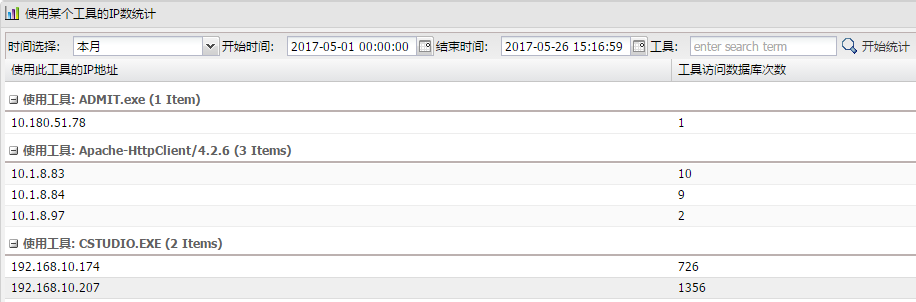 使用某个工具的IP数统计
时间选择: 本月 开始时间: 2017-05-01 00:00:00 结束时间: 2017-05-26 15:16:59 工具: enter search term 开始统计
使用此工具的IP地址 工具访问数据库次数
使用工具: ADMIT.exe (1 Item)
10.180.51.78 1
使用工具: Apache-HttpClient/4.2.6 (3 Items)
10.1.8.83 10
10.1.8.84 9
10.1.8.97 2
使用工具: CSTUDIO.EXE (2 Items)
192.168.10.174 726
192.168.10.207 1356